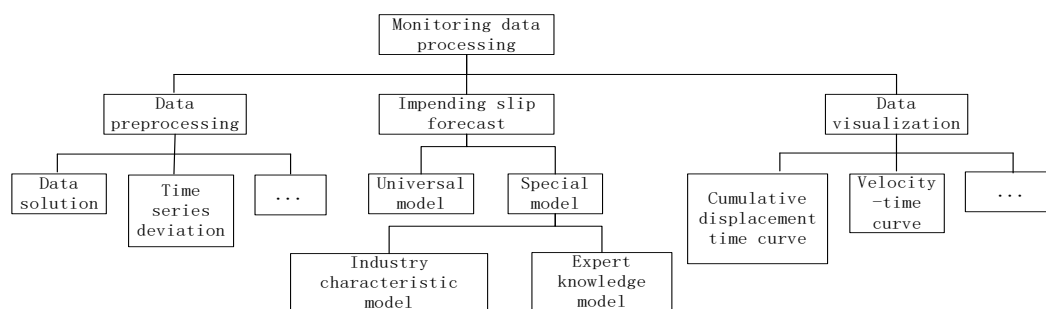 Monitoring data
processing
Data
preprocessing
Impending slip
forecast
Data
visualization
Data
solution
Time
series
deviation
...
Universal
model
Special
model
Cumulative
displacement
time curve
Velocity
-time
curve
...
Industry
characteristic
model
Expert
knowledge
model